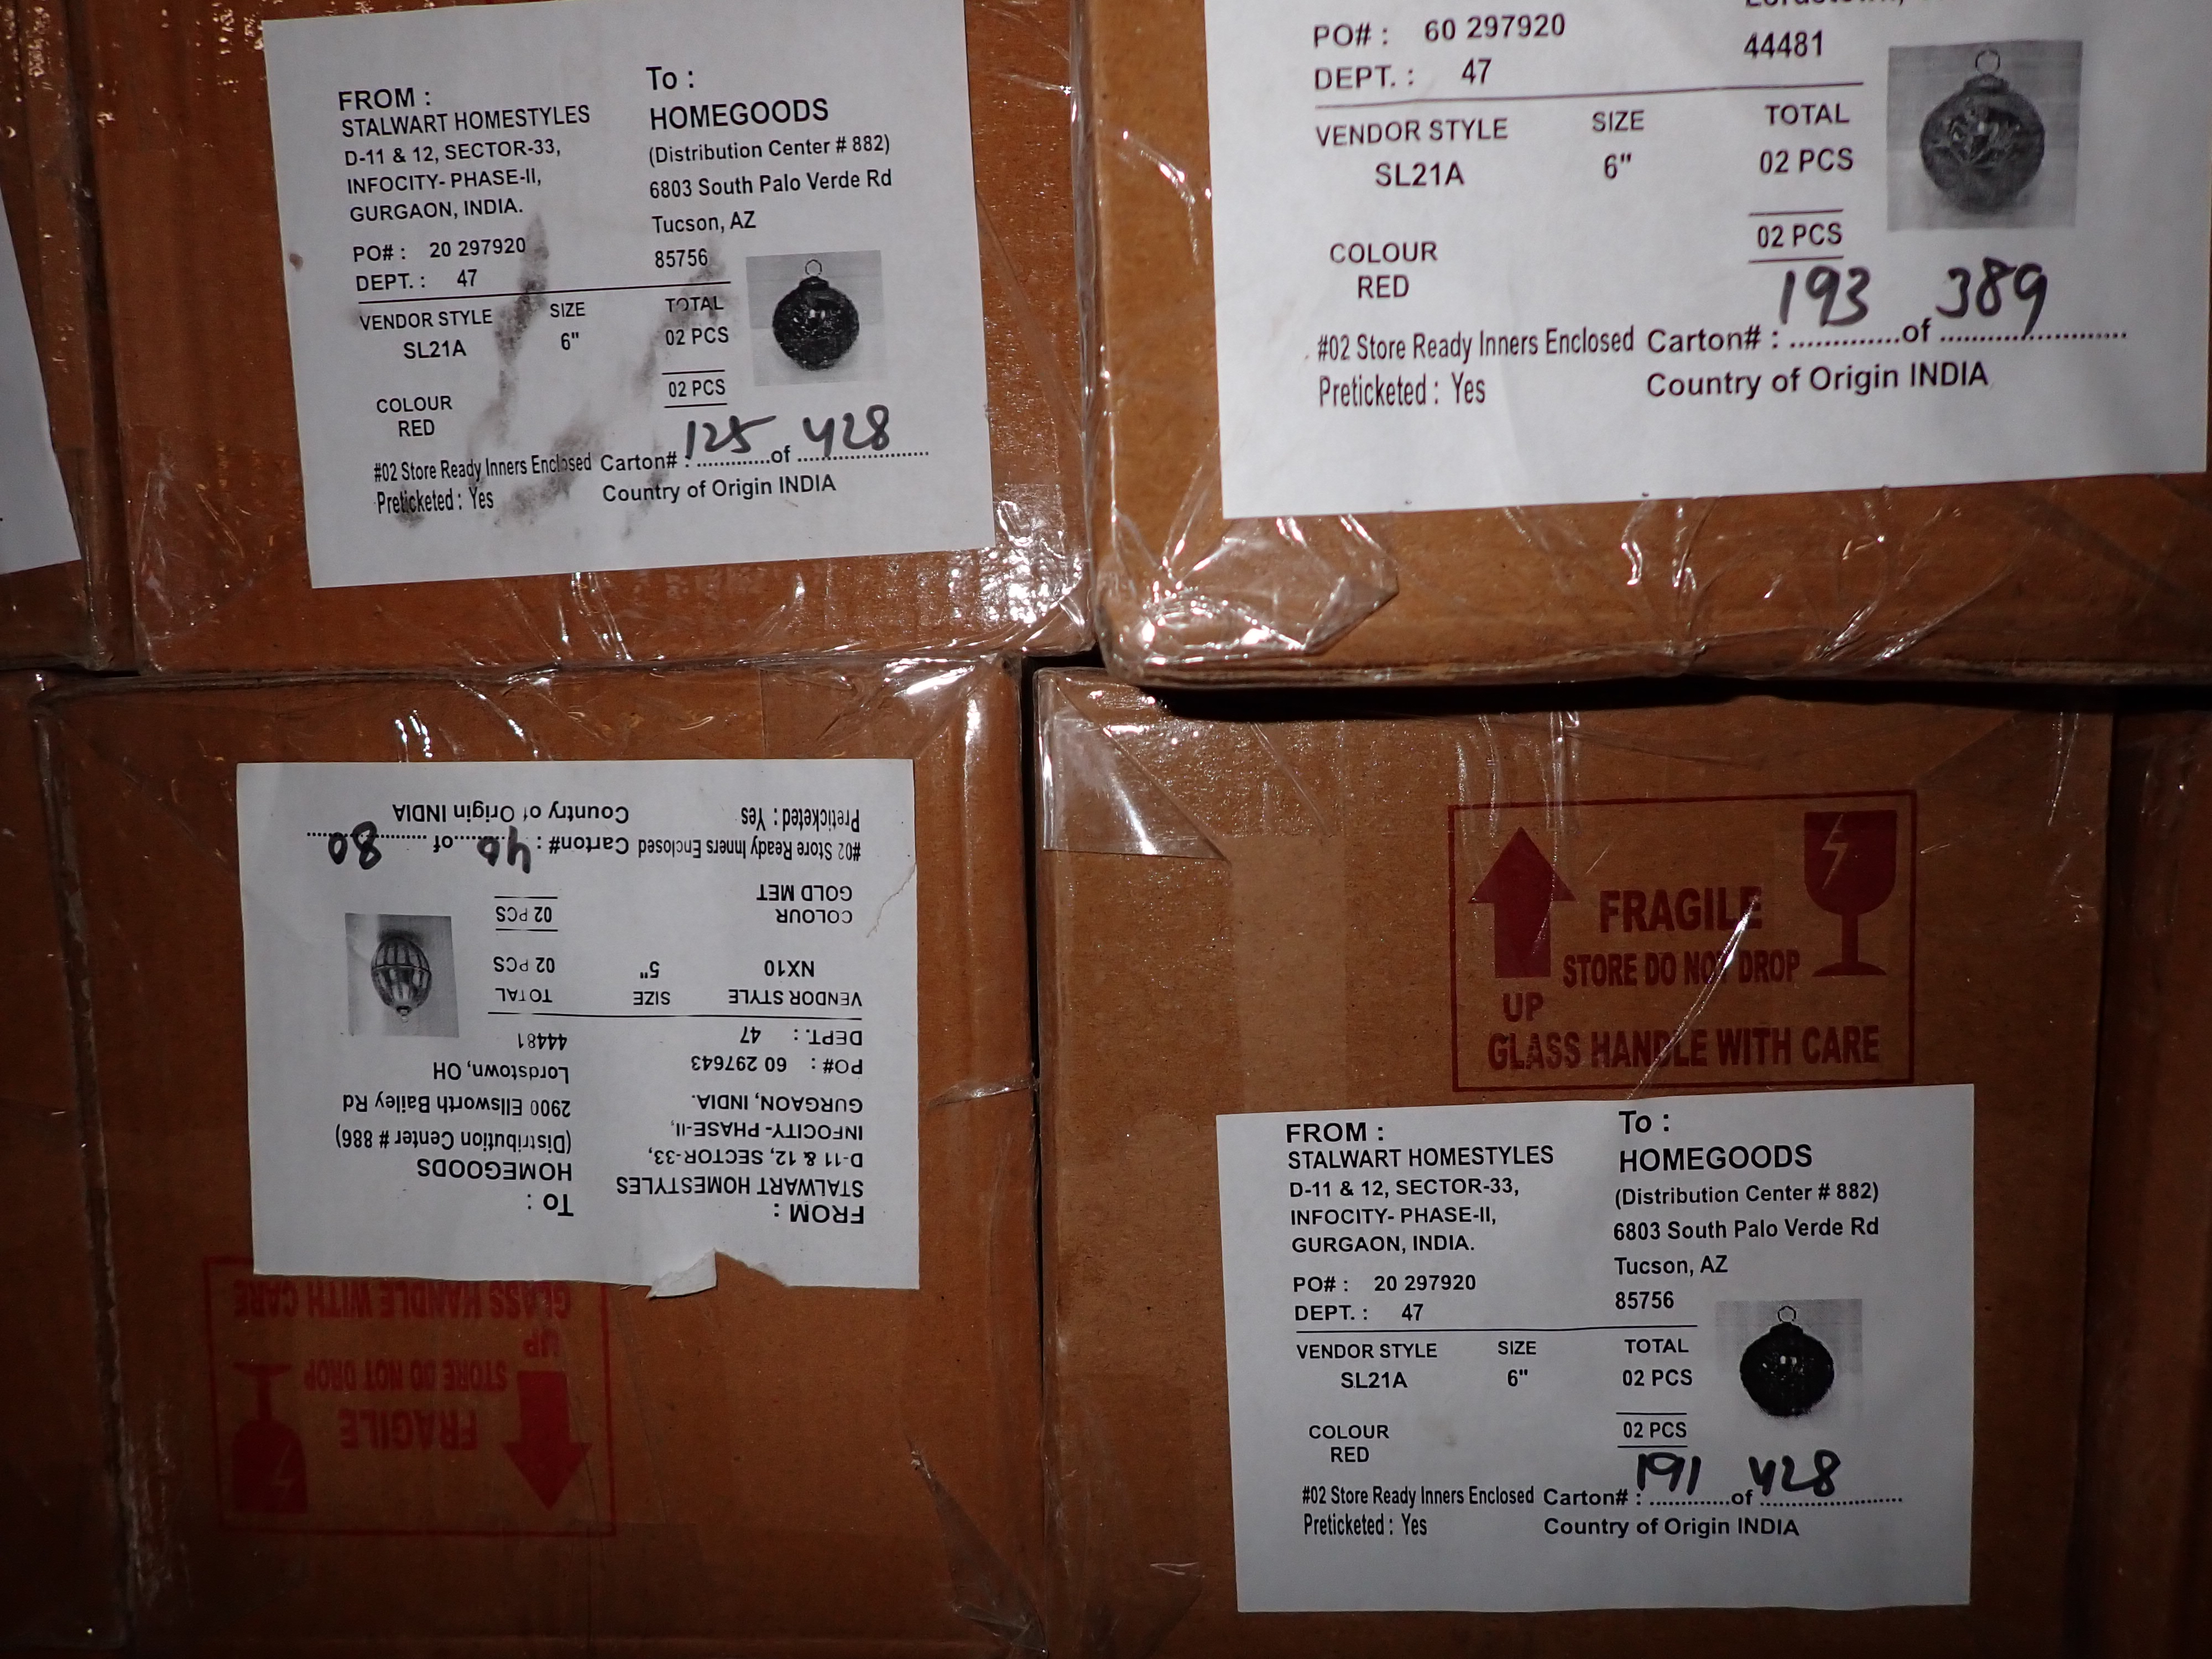 FROM :
STALWART HOMESTYLES
D-11 & 12, SECTOR-33,
INFOCITY- PHASE-II,
GURGAON, INDIA.
To :
HOMEGOODS
(Distribution Center # 882)
6803 South Palo Verde Rd
Tucson, AZ
85756
PO# : 20 297920
DEPT. : 47
VENDOR STYLE SIZE TOTAL
SL21A 6" 02 PCS
02 PCS
COLOUR
RED
#02 Store Ready Inners Enclosed Carton# : 125 of 428
Preticketed : Yes Country of Origin INDIA
PO# : 60 297920
44481
DEPT. : 47
VENDOR STYLE SIZE TOTAL
SL21A 6" 02 PCS
02 PCS
COLOUR
RED
#02 Store Ready Inners Enclosed Carton# : 193 of 389
Preticketed : Yes Country of Origin INDIA
FROM :
STALWART HOMESTYLES
D-11 & 12, SECTOR-33,
INFOCITY- PHASE-II,
GURGAON, INDIA.
To :
HOMEGOODS
(Distribution Center # 886)
2900 Ellsworth Bailey Rd
Lordstown, OH
44481
PO# : 60 297643
DEPT. : 47
VENDOR STYLE SIZE TOTAL
NX10 5" 02 PCS
02 PCS
COLOUR
GOLD MET
#02 Store Ready Inners Enclosed Carton# : 40 of 80
Preticketed : Yes Country of Origin INDIA
FRAGILE
STORE DO NOT DROP
UP
GLASS HANDLE WITH CARE
FRAGILE
STORE DO NOT DROP
UP
GLASS HANDLE WITH CARE
FROM :
STALWART HOMESTYLES
D-11 & 12, SECTOR-33,
INFOCITY- PHASE-II,
GURGAON, INDIA.
To :
HOMEGOODS
(Distribution Center # 882)
6803 South Palo Verde Rd
Tucson, AZ
85756
PO# : 20 297920
DEPT. : 47
VENDOR STYLE SIZE TOTAL
SL21A 6" 02 PCS
02 PCS
COLOUR
RED
#02 Store Ready Inners Enclosed Carton# : 191 of 428
Preticketed : Yes Country of Origin INDIA